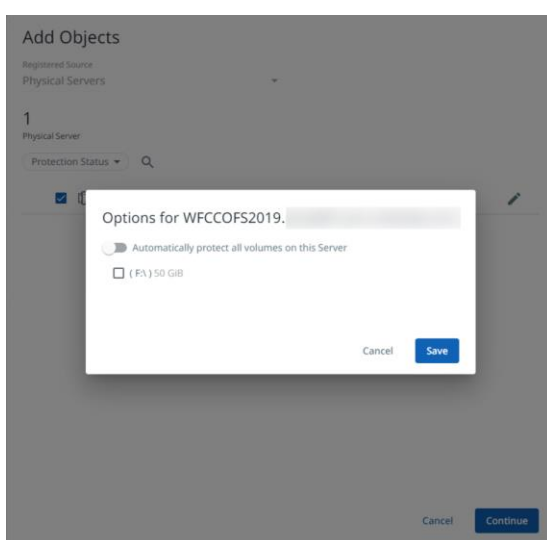 Add Objects
Registered Source
Physical Servers
1
Physical Server
Protection Status
Options for WFCCOFS2019.
Automatically protect all volumes on this Server
( F:\ ) 50 GiB
Cancel
Save
Cancel
Continue